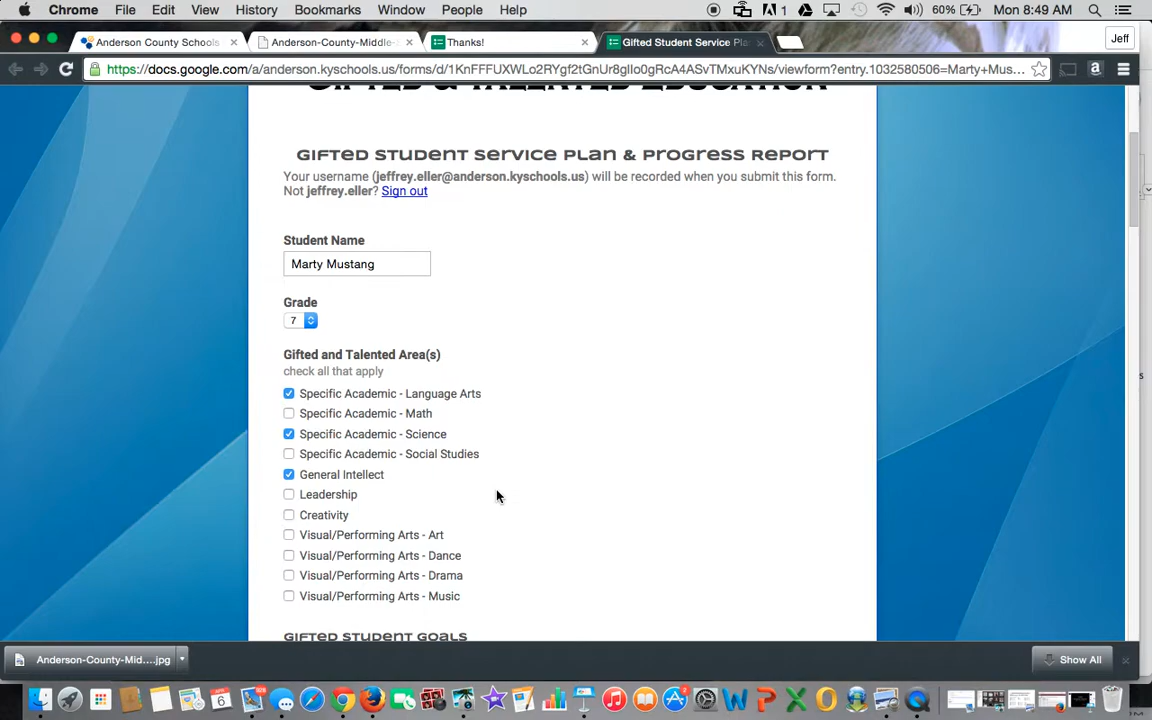 Chrome File Edit View History Bookmarks Window People Help 1 60% Mon 8:49 AM
Anderson County Schools Anderson-County-Middle- Thanks! Gifted Student Service Pla Jeff
https://docs.google.com/a/anderson.kyschools.us/forms/d/1KnFFFUXWLo2RYgf2tGnUr8glIo0gRcA4ASvTMxuKYNs/viewform?entry.1032580506=Marty+Mus...
GIFTED & TALENTED EDUCATION
Gifted Student Service Plan & Progress Report
Your username (jeffrey.eller@anderson.kyschools.us) will be recorded when you submit this form.
Not jeffrey.eller? Sign out
Student Name
Marty Mustang
Grade
7
Gifted and Talented Area(s)
check all that apply
Specific Academic - Language Arts
Specific Academic - Math
Specific Academic - Science
Specific Academic - Social Studies
General Intellect
Leadership
Creativity
Visual/Performing Arts - Art
Visual/Performing Arts - Dance
Visual/Performing Arts - Drama
Visual/Performing Arts - Music
Gifted Student Goals
Anderson-County-Mid....jpg Show All